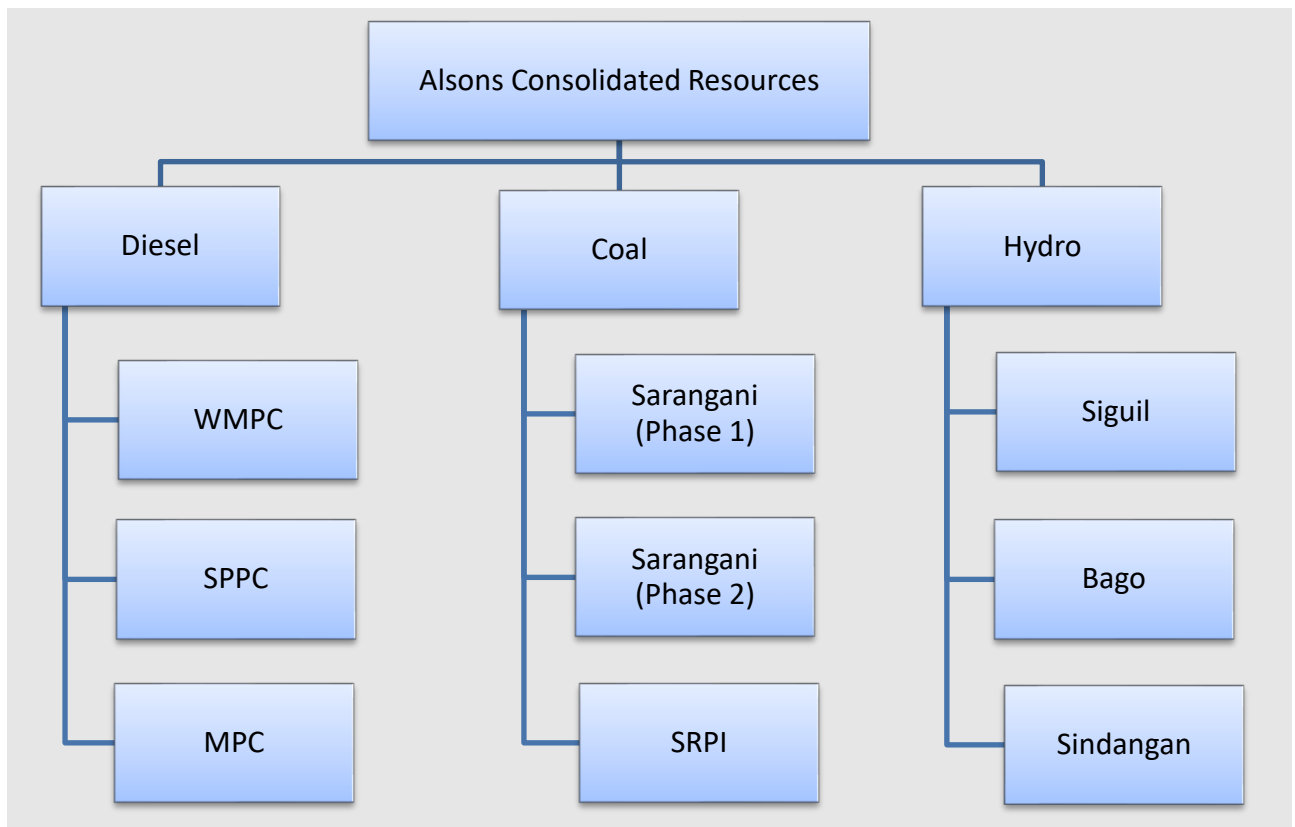 Alsons Consolidated Resources
Diesel
Coal
Hydro
WMPC
Sarangani
(Phase 1)
Siguil
SPPC
Sarangani
(Phase 2)
Bago
MPC
SRPI
Sindangan